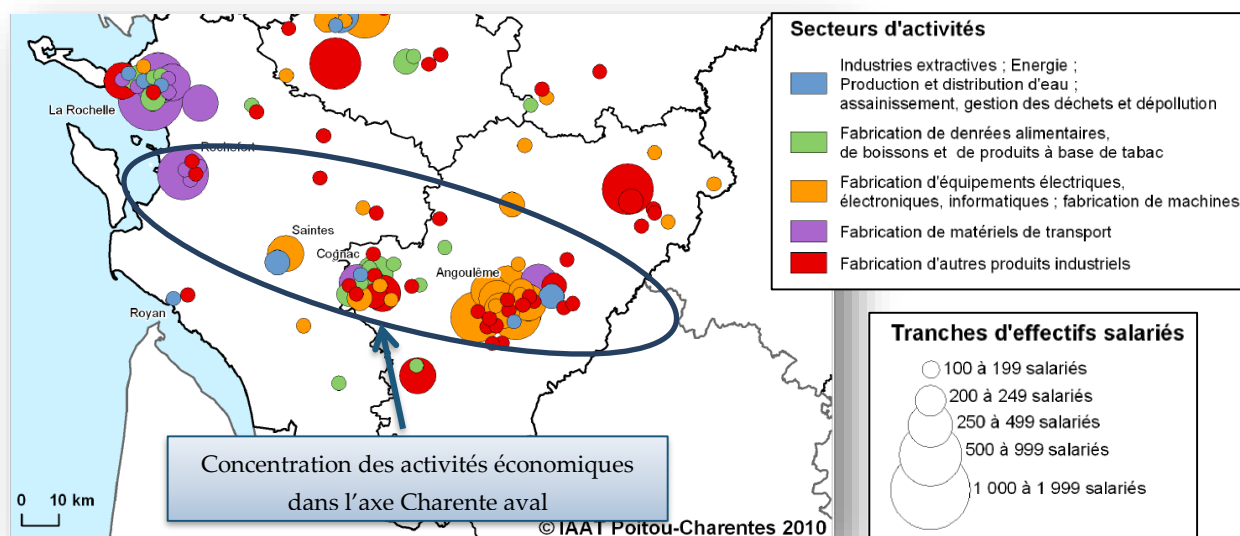 La Rochelle
Rochefort
Saintes
Cognac
Angoulême
Royan
Concentration des activités économiques
dans l’axe Charente aval
0 10 km
© IAAT Poitou-Charentes 2010
Secteurs d'activités
Industries extractives ; Energie ;
Production et distribution d'eau ;
assainissement, gestion des déchets et dépollution
Fabrication de denrées alimentaires,
de boissons et de produits à base de tabac
Fabrication d'équipements électriques,
électroniques, informatiques ; fabrication de machines
Fabrication de matériels de transport
Fabrication d'autres produits industriels
Tranches d'effectifs salariés
100 à 199 salariés
200 à 249 salariés
250 à 499 salariés
500 à 999 salariés
1 000 à 1 999 salariés